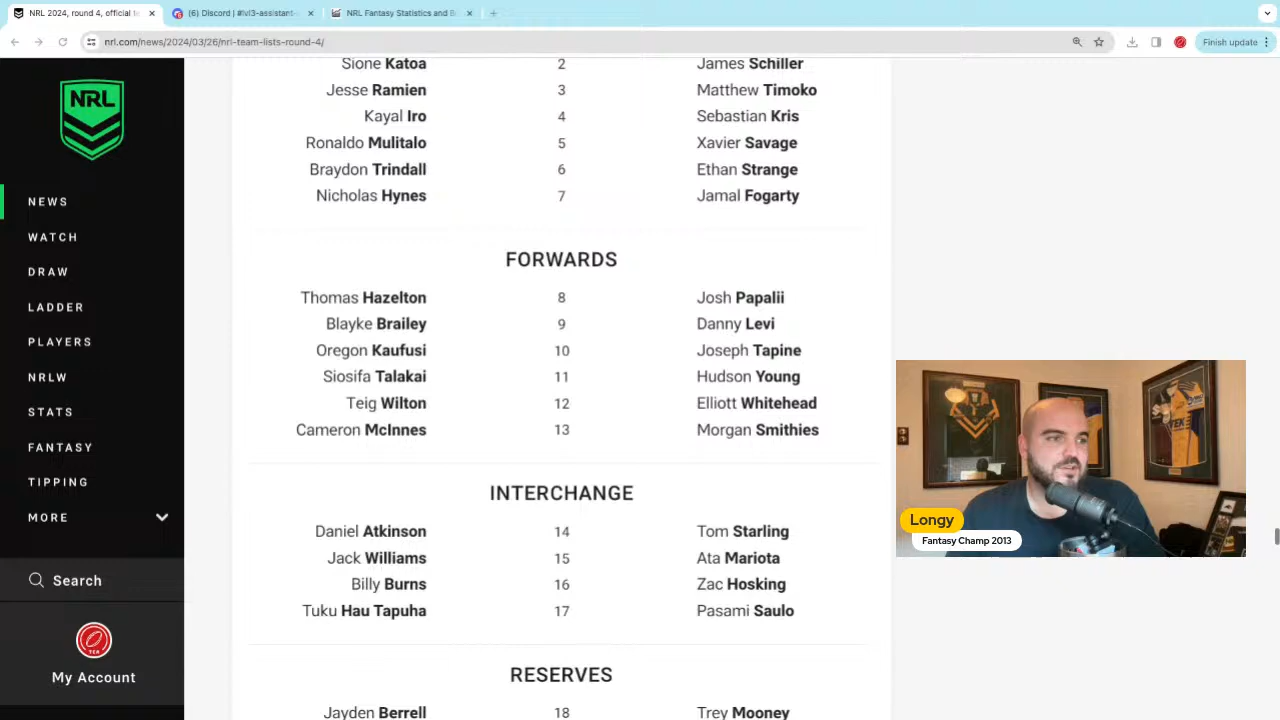 NRL 2024, round 4, official te
(6) Discord | #lvl3-assistant-
NRL Fantasy Statistics and Br
nrl.com/news/2024/03/26/nrl-team-lists-round-4/
Finish update
NRL
NEWS
WATCH
DRAW
LADDER
PLAYERS
NRLW
STATS
FANTASY
TIPPING
MORE
Search
My Account
Sione Katoa 2 James Schiller
Jesse Ramien 3 Matthew Timoko
Kayal Iro 4 Sebastian Kris
Ronaldo Mulitalo 5 Xavier Savage
Braydon Trindall 6 Ethan Strange
Nicholas Hynes 7 Jamal Fogarty
FORWARDS
Thomas Hazelton 8 Josh Papalii
Blayke Brailey 9 Danny Levi
Oregon Kaufusi 10 Joseph Tapine
Siosifa Talakai 11 Hudson Young
Teig Wilton 12 Elliott Whitehead
Cameron McInnes 13 Morgan Smithies
INTERCHANGE
Daniel Atkinson 14 Tom Starling
Jack Williams 15 Ata Mariota
Billy Burns 16 Zac Hosking
Tuku Hau Tapuha 17 Pasami Saulo
RESERVES
Jayden Berrell 18 Trey Mooney
Longy
Fantasy Champ 2013